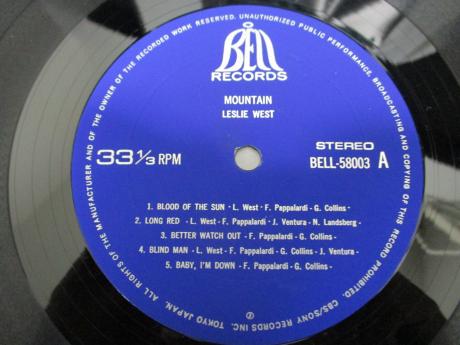 BELL
RECORDS
MOUNTAIN
LESLIE WEST
33 1/3 RPM
STEREO
BELL-58003 A
1. BLOOD OF THE SUN - L. West - F. Pappalardi - G. Collins -
2. LONG RED - L. West - F. Pappalardi - J. Ventura - N. Landsberg -
3. BETTER WATCH OUT - F. Pappalardi - G. Collins -
4. BLIND MAN - L. West - F. Pappalardi - G. Collins - J. Ventura -
5. BABY, I'M DOWN - F. Pappalardi - G. Collins -
ALL RIGHTS OF THE MANUFACTURER AND OF THE OWNER OF THE RECORDED WORK RESERVED. UNAUTHORIZED PUBLIC PERFORMANCE, BROADCASTING AND COPYING OF THIS RECORD PROHIBITED. CBS/SONY RECORDS INC. TOKYO JAPAN.